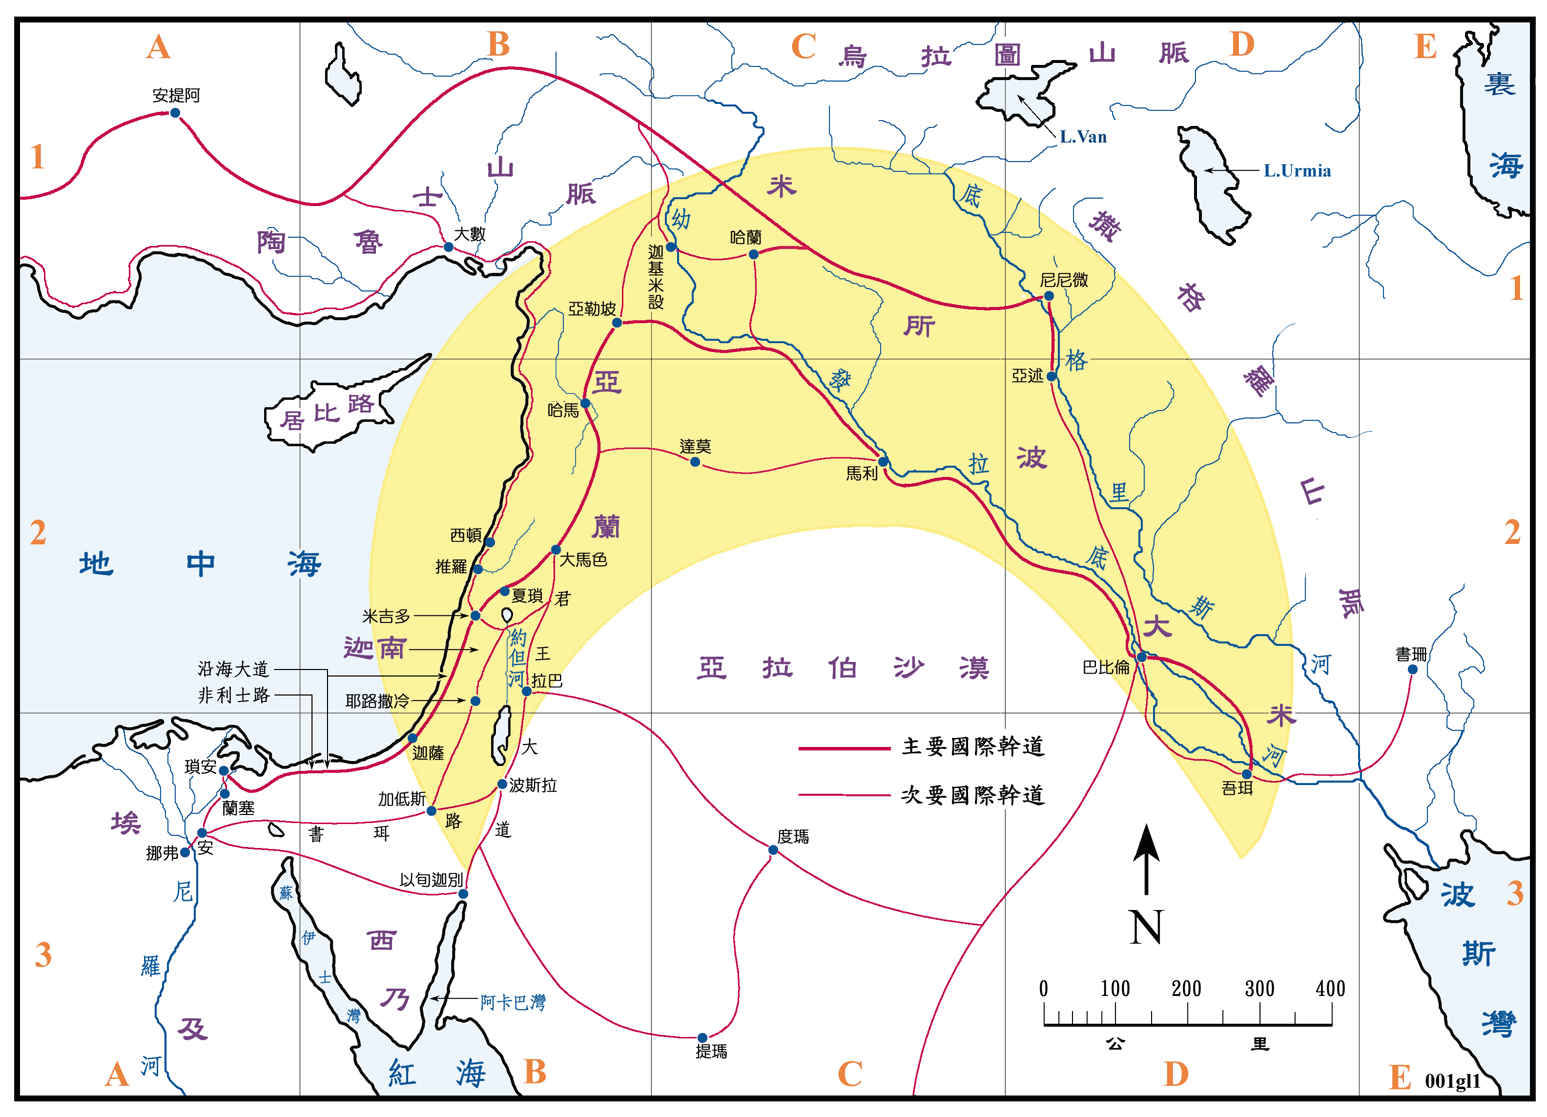 A
B
C
D
E
烏拉圖山脈
裏海
安提阿
L.Van
L.Urmia
1
陶魯士山脈
大數
米所波大米
撒格羅山脈
幼發拉底河
底格里斯河
迦基米設
哈蘭
尼尼微
1
亞勒坡
亞述
亞蘭
居比路
哈馬
達莫
馬利
2
地中海
西頓
推羅
大馬色
夏瑣
米吉多
君王大道
約但河
迦南
沿海大道
非利士路
耶路撒冷
拉巴
亞拉伯沙漠
巴比倫
書珊
2
迦薩
主要國際幹道
次要國際幹道
瑣安
蘭塞
加低斯
波斯拉
吾珥
埃及
書珥路
挪弗
安
度瑪
以旬迦別
尼羅河
蘇伊士灣
西乃
阿卡巴灣
提瑪
紅海
N
波斯灣
3
3
0 100 200 300 400
公里
A
B
C
D
E
001gl1